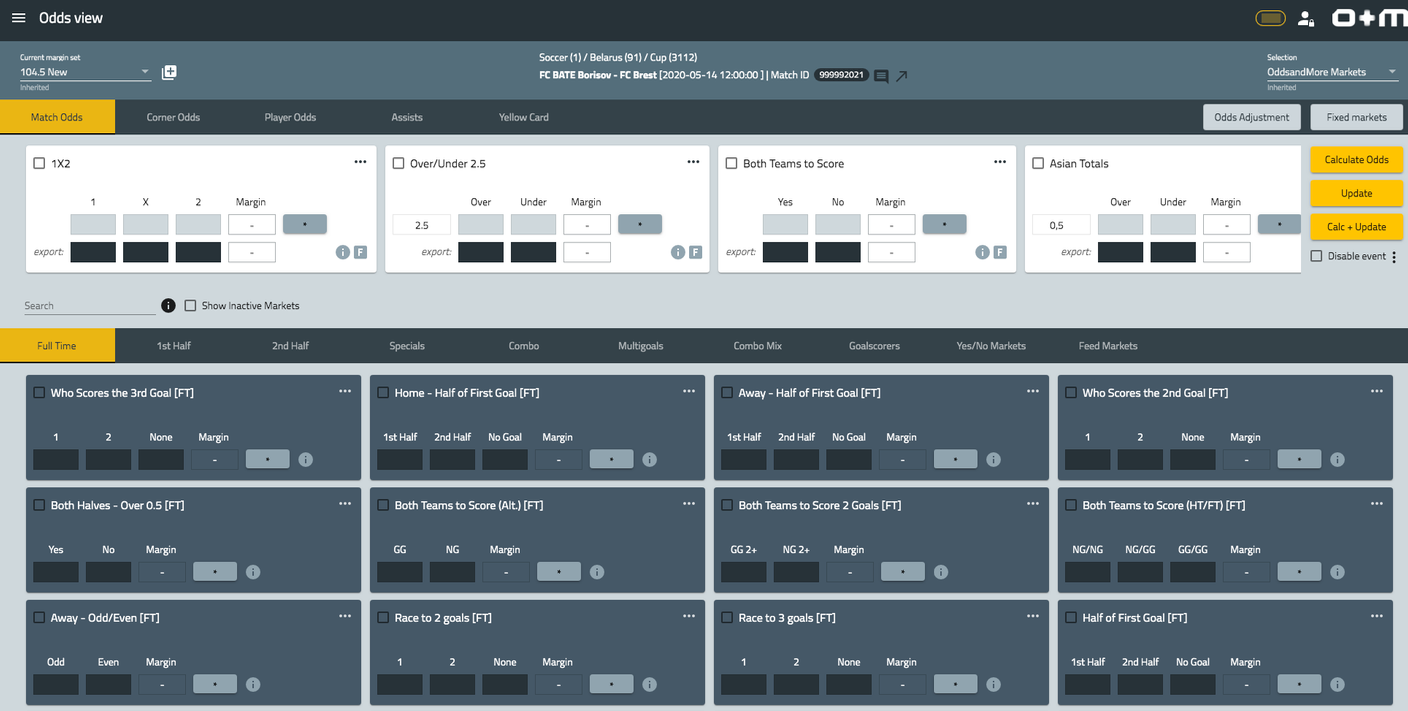 Odds view
o+m
Current margin set
104.5 New
Inherited
Soccer (1) / Belarus (91) / Cup (3112)
FC BATE Borisov - FC Brest [2020-05-14 12:00:00 ] | Match ID 999992021
Selection
OddsandMore Markets
Inherited
Match Odds Corner Odds Player Odds Assists Yellow Card Odds Adjustment Fixed markets
1X2 ••• Over/Under 2.5 ••• Both Teams to Score ••• Asian Totals
Calculate Odds
1 X 2 Margin Over Under Margin Yes No Margin Over Under Margin
Update
- • 2.5 - • - • 0,5 - •
Calc + Update
export: - i F export: - i F export: - i F export: -
Disable event
Search i Show Inactive Markets
Full Time 1st Half 2nd Half Specials Combo Multigoals Combo Mix Goalscorers Yes/No Markets Feed Markets
Who Scores the 3rd Goal [FT] ••• Home - Half of First Goal [FT] ••• Away - Half of First Goal [FT] ••• Who Scores the 2nd Goal [FT] •••
1 2 None Margin 1st Half 2nd Half No Goal Margin 1st Half 2nd Half No Goal Margin 1 2 None Margin
- • i - • i - • i - • i
Both Halves - Over 0.5 [FT] ••• Both Teams to Score (Alt.) [FT] ••• Both Teams to Score 2 Goals [FT] ••• Both Teams to Score (HT/FT) [FT] •••
Yes No Margin GG NG Margin GG 2+ NG 2+ Margin NG/NG NG/GG GG/GG Margin
- • i - • i - • i - • i
Away - Odd/Even [FT] ••• Race to 2 goals [FT] ••• Race to 3 goals [FT] ••• Half of First Goal [FT] •••
Odd Even Margin 1 2 None Margin 1 2 None Margin 1st Half 2nd Half No Goal Margin
- • i - • i - • i - • i